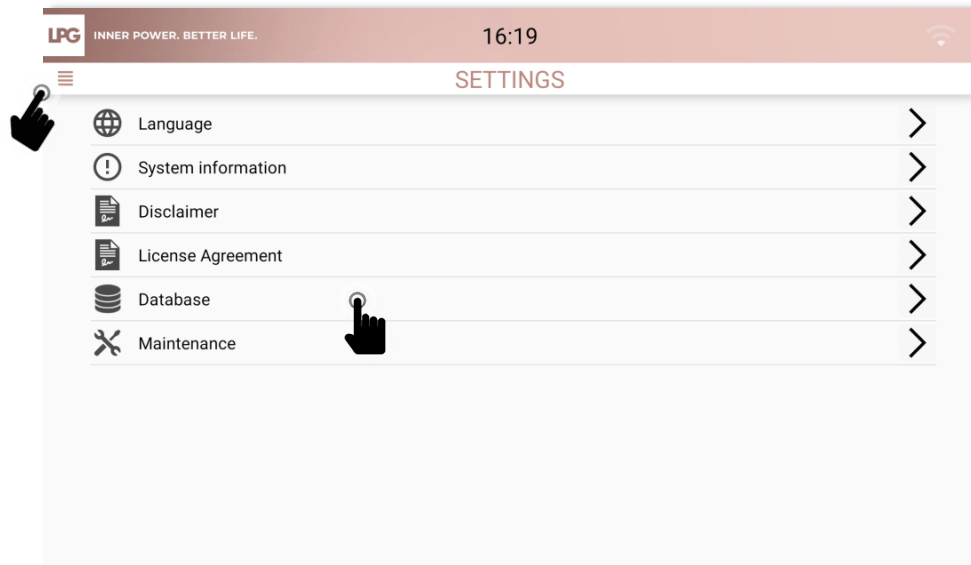 LPG INNER POWER. BETTER LIFE. 16:19
SETTINGS
Language
System information
Disclaimer
License Agreement
Database
Maintenance